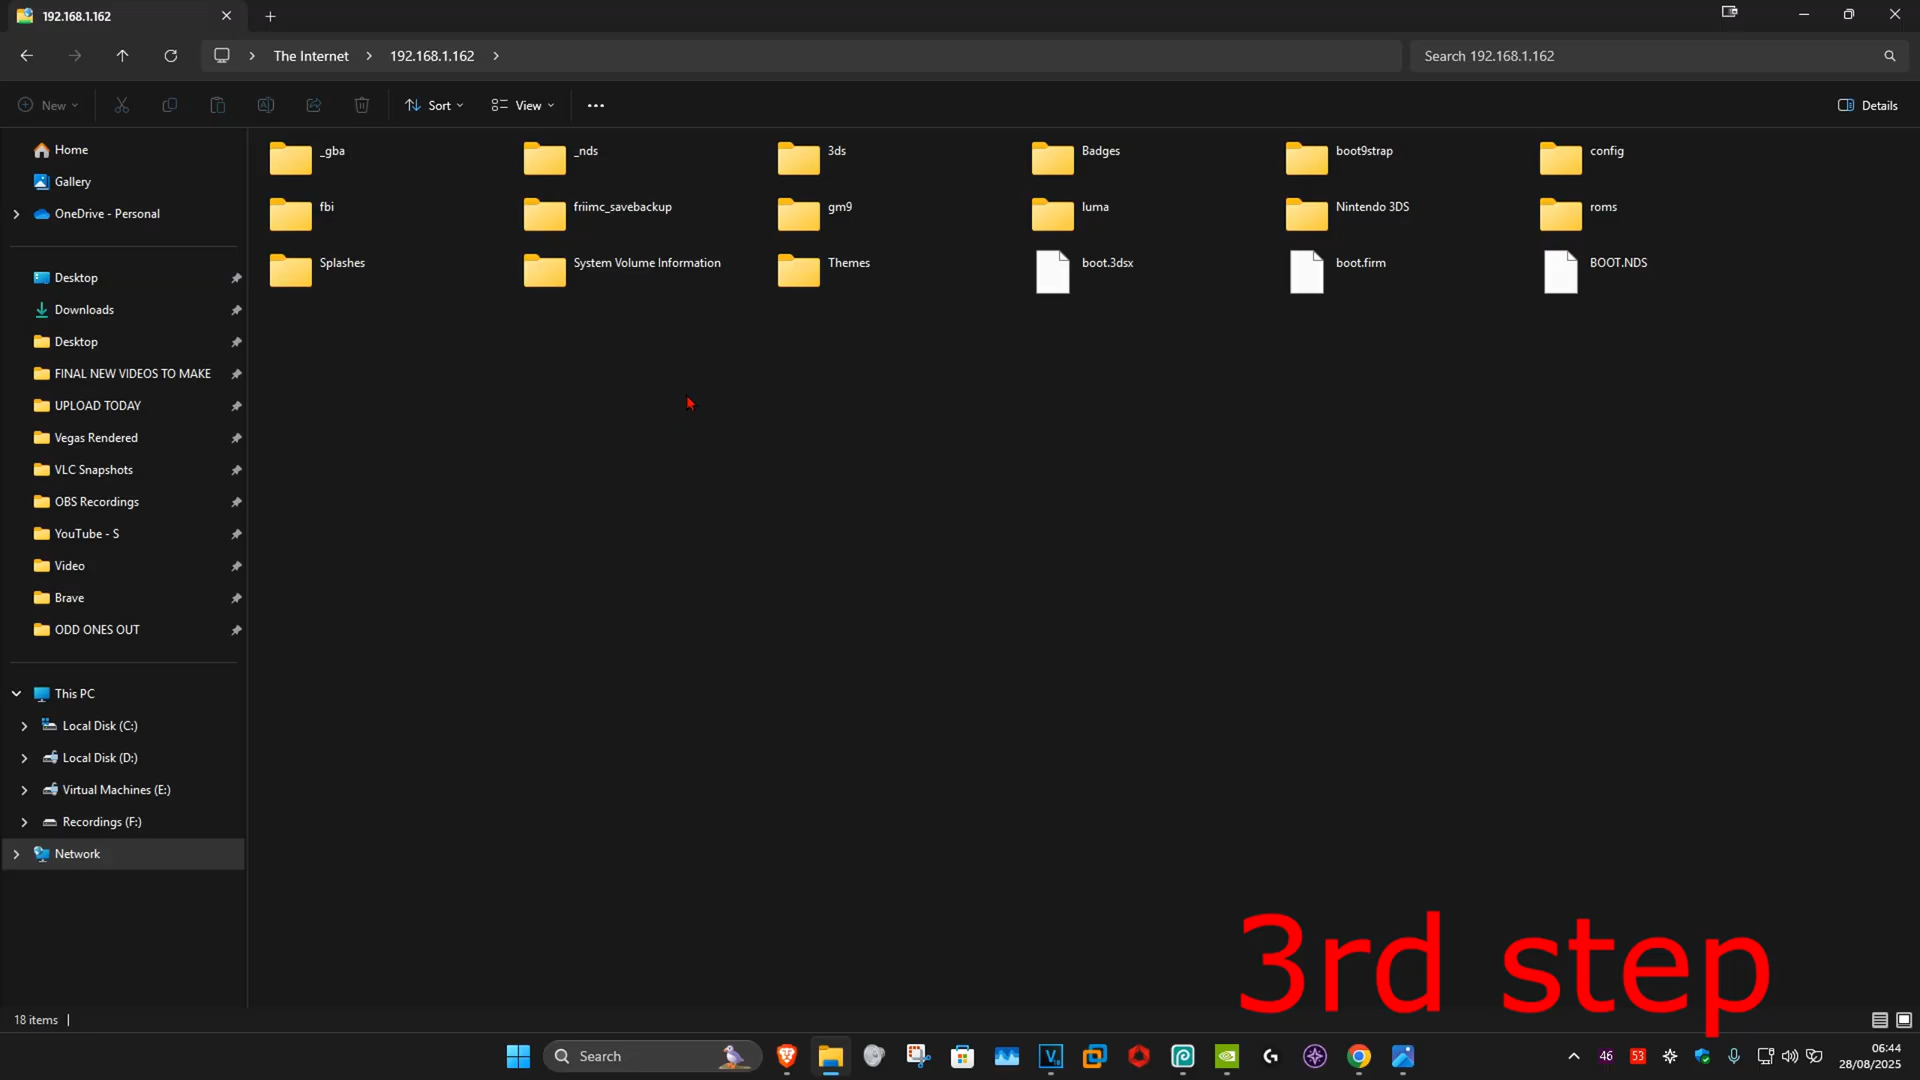 192.168.1.162
The Internet
192.168.1.162
Search 192.168.1.162
New
Sort
View
Details
Home
Gallery
OneDrive - Personal
Desktop
Downloads
Desktop
FINAL NEW VIDEOS TO MAKE
UPLOAD TODAY
Vegas Rendered
VLC Snapshots
OBS Recordings
YouTube - S
Video
Brave
ODD ONES OUT
This PC
Local Disk (C:)
Local Disk (D:)
Virtual Machines (E:)
Recordings (F:)
Network
_gba
_nds
3ds
Badges
boot9strap
config
fbi
friimc_savebackup
gm9
luma
Nintendo 3DS
roms
Splashes
System Volume Information
Themes
boot.3dsx
boot.firm
BOOT.NDS
3rd step
18 items
Search
46
53
06:44
28/08/2025